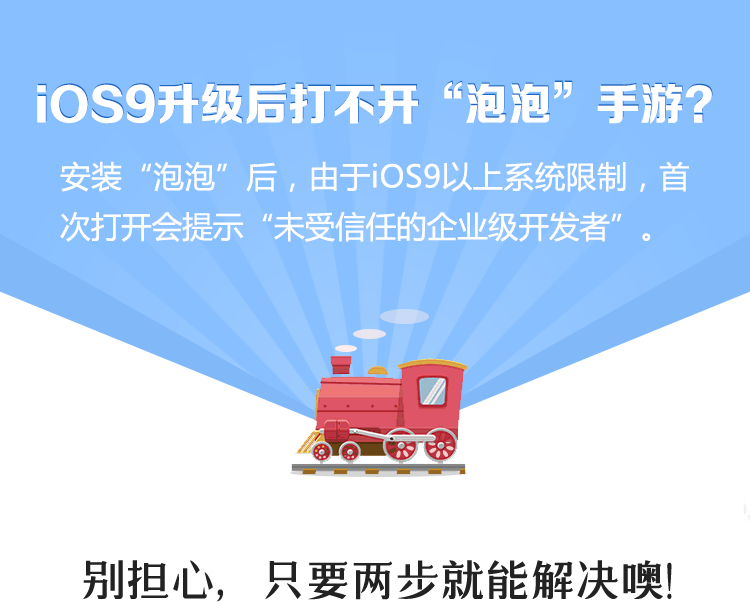 iOS9升级后打不开“泡泡”手游?
安装“泡泡”后，由于iOS9以上系统限制，首
次打开会提示“未受信任的企业级开发者”。
别担心，只要两步就能解决噢!